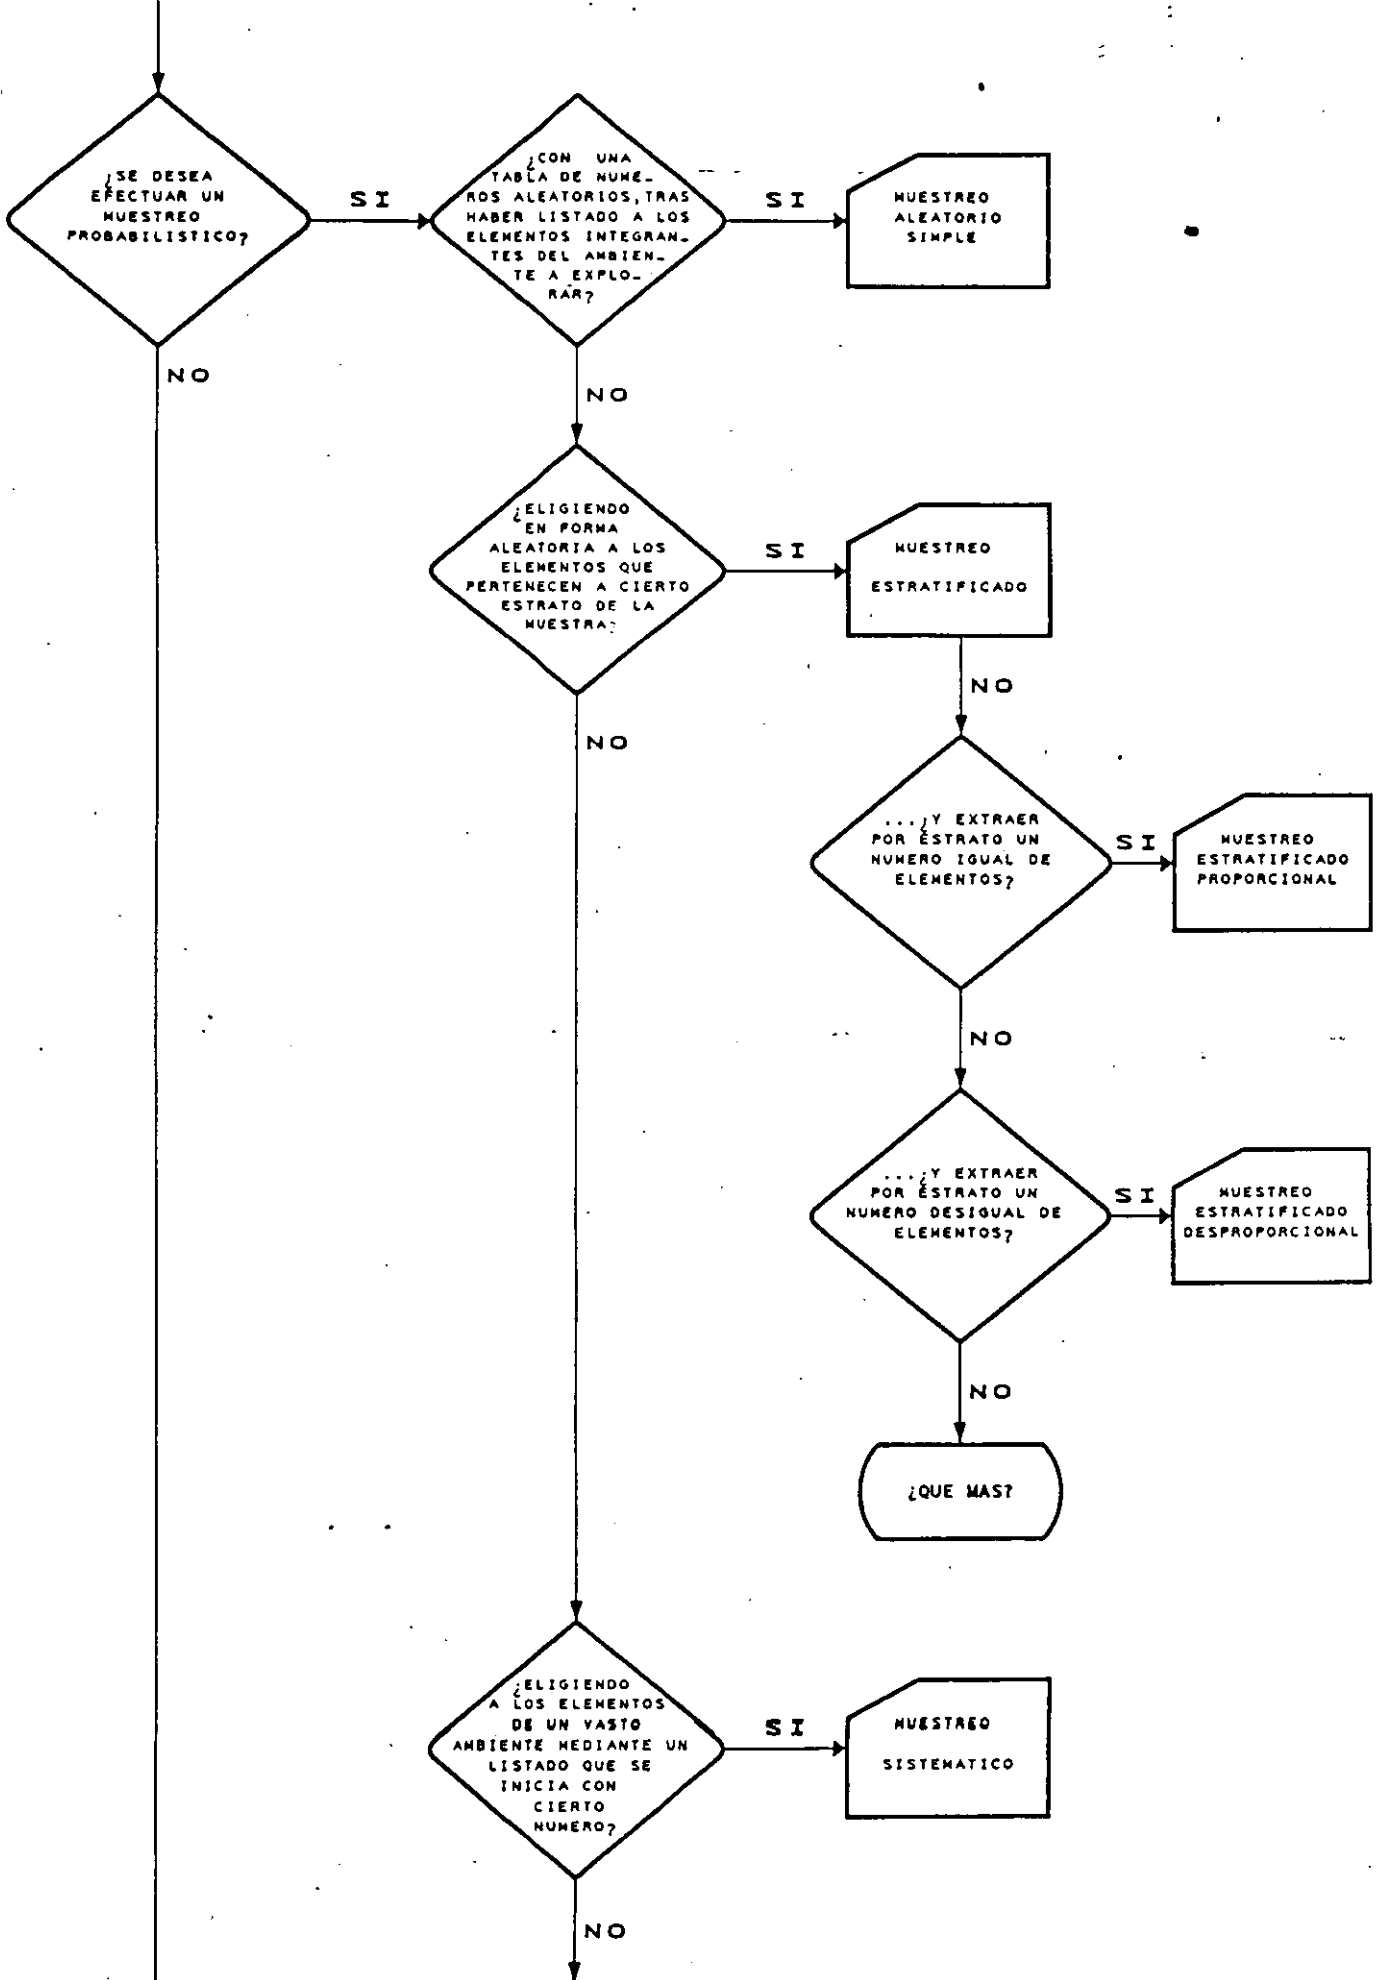 ¿SE DESEA
EFECTUAR UN
MUESTREO
PROBABILISTICO?
SI
¿CON UNA
TABLA DE NUME_
ROS ALEATORIOS, TRAS
HABER LISTADO A LOS
ELEMENTOS INTEGRAN_
TES DEL AMBIEN_
TE A EXPLO_
RAR?
SI
MUESTREO
ALEATORIO
SIMPLE
NO
NO
¿ELIGIENDO
EN FORMA
ALEATORIA A LOS
ELEMENTOS QUE
PERTENECEN A CIERTO
ESTRATO DE LA
MUESTRA?
SI
MUESTREO
ESTRATIFICADO
NO
NO
...¿Y EXTRAER
POR ESTRATO UN
NUMERO IGUAL DE
ELEMENTOS?
SI
MUESTREO
ESTRATIFICADO
PROPORCIONAL
NO
...¿Y EXTRAER
POR ESTRATO UN
NUMERO DESIGUAL DE
ELEMENTOS?
SI
MUESTREO
ESTRATIFICADO
DESPROPORCIONAL
NO
¿QUE MAS?
¿ELIGIENDO
A LOS ELEMENTOS
DE UN VASTO
AMBIENTE MEDIANTE UN
LISTADO QUE SE
INICIA CON
CIERTO
NUMERO?
SI
MUESTREO
SISTEMATICO
NO